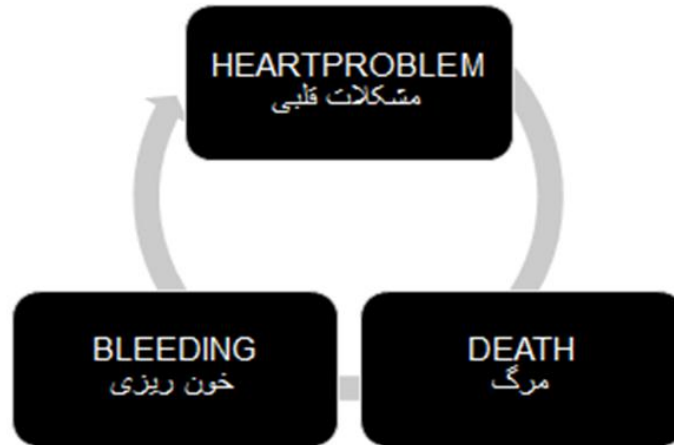 HEARTPROBLEM
مشکلات قلبی
BLEEDING
خون ریزی
DEATH
مرگ